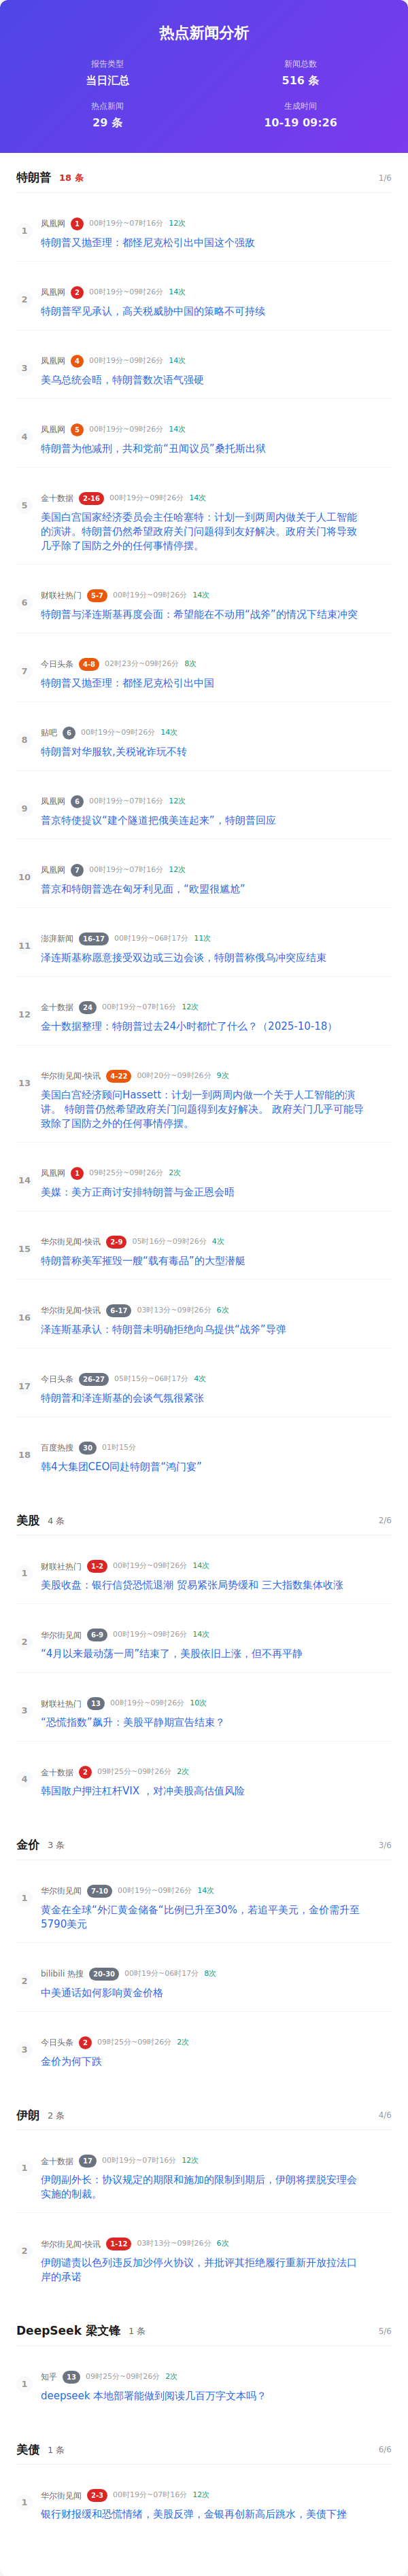 热点新闻分析
报告类型
新闻总数
当日汇总
516 条
热点新闻
生成时间
29 条
10-19 09:26
特朗普 18 条 1/6
1
凤凰网 1 00时19分~07时16分 12次
特朗普又抛歪理：都怪尼克松引出中国这个强敌
2
凤凰网 2 00时19分~09时26分 14次
特朗普罕见承认，高关税威胁中国的策略不可持续
3
凤凰网 4 00时19分~09时26分 14次
美乌总统会晤，特朗普数次语气强硬
4
凤凰网 5 00时19分~09时26分 14次
特朗普为他减刑，共和党前“丑闻议员”桑托斯出狱
5
金十数据 2-16 00时19分~09时26分 14次
美国白宫国家经济委员会主任哈塞特：计划一到两周内做关于人工智能
的演讲。特朗普仍然希望政府关门问题得到友好解决。政府关门将导致
几乎除了国防之外的任何事情停摆。
6
财联社热门 5-7 00时19分~09时26分 14次
特朗普与泽连斯基再度会面：希望能在不动用“战斧”的情况下结束冲突
7
今日头条 4-8 02时23分~09时26分 8次
特朗普又抛歪理：都怪尼克松引出中国
8
贴吧 6 00时19分~09时26分 14次
特朗普对华服软,关税讹诈玩不转
9
凤凰网 6 00时19分~07时16分 12次
普京特使提议“建个隧道把俄美连起来”，特朗普回应
10
凤凰网 7 00时19分~07时16分 12次
普京和特朗普选在匈牙利见面，“欧盟很尴尬”
11
澎湃新闻 16-17 00时19分~06时17分 11次
泽连斯基称愿意接受双边或三边会谈，特朗普称俄乌冲突应结束
12
金十数据 24 00时19分~07时16分 12次
金十数据整理：特朗普过去24小时都忙了什么？（2025-10-18）
13
华尔街见闻-快讯 4-22 00时20分~09时26分 9次
美国白宫经济顾问Hassett：计划一到两周内做一个关于人工智能的演
讲。 特朗普仍然希望政府关门问题得到友好解决。 政府关门几乎可能导
致除了国防之外的任何事情停摆。
14
凤凰网 1 09时25分~09时26分 2次
美媒：美方正商讨安排特朗普与金正恩会晤
15
华尔街见闻-快讯 2-9 05时16分~09时26分 4次
特朗普称美军摧毁一艘“载有毒品”的大型潜艇
16
华尔街见闻-快讯 6-17 03时13分~09时26分 6次
泽连斯基承认：特朗普未明确拒绝向乌提供“战斧”导弹
17
今日头条 26-27 05时15分~06时17分 4次
特朗普和泽连斯基的会谈气氛很紧张
18
百度热搜 30 01时15分
韩4大集团CEO同赴特朗普“鸿门宴”
美股 4 条 2/6
1
财联社热门 1-2 00时19分~09时26分 14次
美股收盘：银行信贷恐慌退潮 贸易紧张局势缓和 三大指数集体收涨
2
华尔街见闻 6-9 00时19分~09时26分 14次
“4月以来最动荡一周”结束了，美股依旧上涨，但不再平静
3
财联社热门 13 00时19分~09时26分 10次
“恐慌指数”飙升：美股平静期宣告结束？
4
金十数据 2 09时25分~09时26分 2次
韩国散户押注杠杆VIX ，对冲美股高估值风险
金价 3 条 3/6
1
华尔街见闻 7-10 00时19分~09时26分 14次
黄金在全球“外汇黄金储备”比例已升至30%，若追平美元，金价需升至
5790美元
2
bilibili 热搜 20-30 00时19分~06时17分 8次
中美通话如何影响黄金价格
3
今日头条 2 09时25分~09时26分 2次
金价为何下跌
伊朗 2 条 4/6
1
金十数据 17 00时19分~07时16分 12次
伊朗副外长：协议规定的期限和施加的限制到期后，伊朗将摆脱安理会
实施的制裁。
2
华尔街见闻-快讯 1-12 03时13分~09时26分 6次
伊朗谴责以色列违反加沙停火协议，并批评其拒绝履行重新开放拉法口
岸的承诺
DeepSeek 梁文锋 1 条 5/6
1
知乎 13 09时25分~09时26分 2次
deepseek 本地部署能做到阅读几百万字文本吗？
美债 1 条 6/6
1
华尔街见闻 2-3 00时19分~07时16分 12次
银行财报缓和恐慌情绪，美股反弹，金银再创新高后跳水，美债下挫